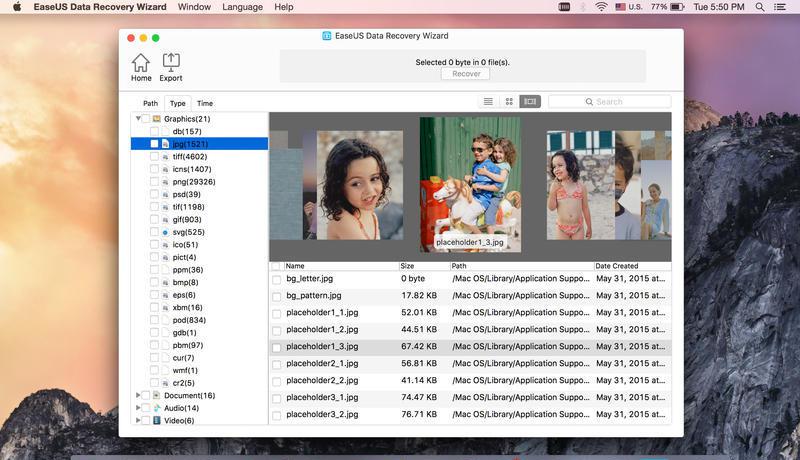 EaseUS Data Recovery Wizard Window Language Help U.S. 77% Tue 5:50 PM
EaseUS Data Recovery Wizard
Home
Export
Selected 0 byte in 0 file(s).
Recover
Path Type Time
Search
Graphics(21)
db(157)
jpg(1521)
tiff(4602)
icns(1407)
png(29326)
psd(39)
tif(1198)
gif(903)
svg(525)
ico(51)
pict(4)
ppm(36)
bmp(8)
eps(6)
xbm(16)
pod(834)
gdb(1)
pbm(97)
cur(7)
wmf(1)
cr2(5)
Document(16)
Audio(14)
Video(6)
placeholder1_3.jpg
Name Size Path Date Created
bg_letter.jpg 0 byte /Mac OS/Library/Application Suppo... May 31, 2015 at...
bg_pattern.jpg 17.82 KB /Mac OS/Library/Application Suppo... May 31, 2015 at...
placeholder1_1.jpg 52.01 KB /Mac OS/Library/Application Suppo... May 31, 2015 at...
placeholder1_2.jpg 44.51 KB /Mac OS/Library/Application Suppo... May 31, 2015 at...
placeholder1_3.jpg 67.42 KB /Mac OS/Library/Application Suppo... May 31, 2015 at...
placeholder2_1.jpg 56.81 KB /Mac OS/Library/Application Suppo... May 31, 2015 at...
placeholder2_2.jpg 41.14 KB /Mac OS/Library/Application Suppo... May 31, 2015 at...
placeholder3_1.jpg 74.47 KB /Mac OS/Library/Application Suppo... May 31, 2015 at...
placeholder3_2.jpg 76.71 KB /Mac OS/Library/Application Suppo... May 31, 2015 at...